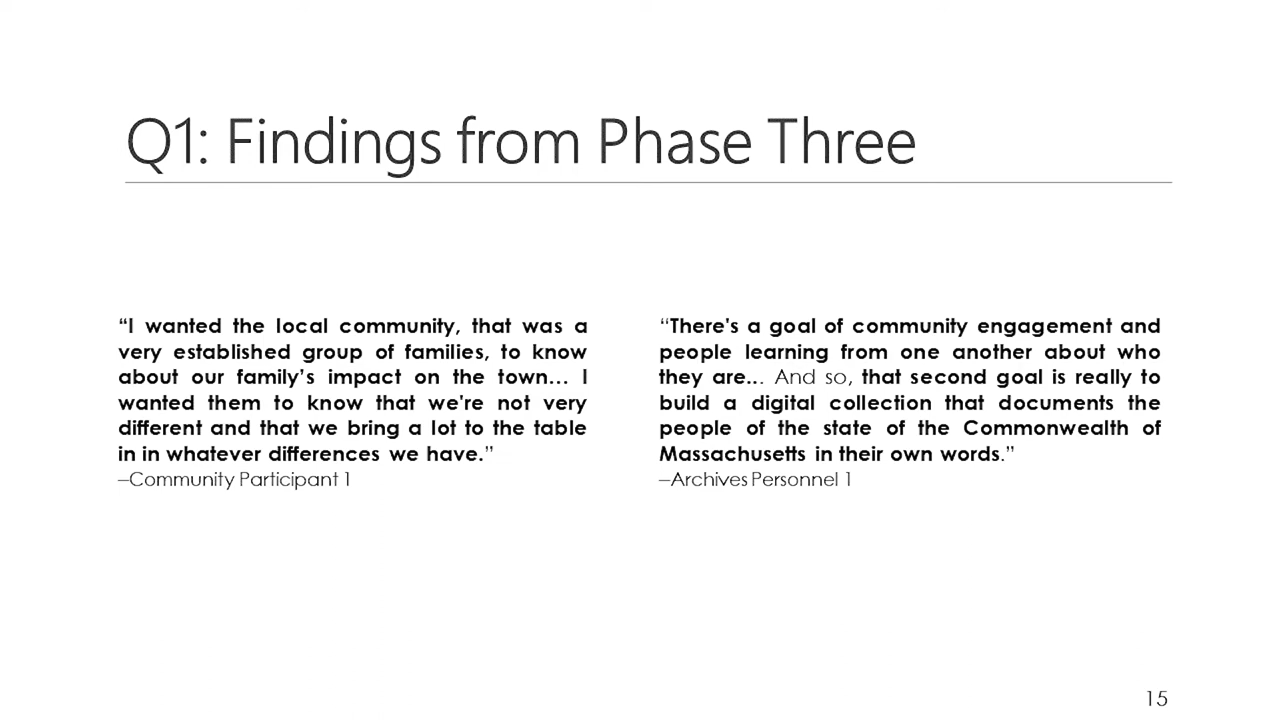 Q1: Findings from Phase Three
“I wanted the local community, that was a
very established group of families, to know
about our family’s impact on the town… I
wanted them to know that we're not very
different and that we bring a lot to the table
in in whatever differences we have.”
–Community Participant 1
“There's a goal of community engagement and
people learning from one another about who
they are... And so, that second goal is really to
build a digital collection that documents the
people of the state of the Commonwealth of
Massachusetts in their own words.”
–Archives Personnel 1
15